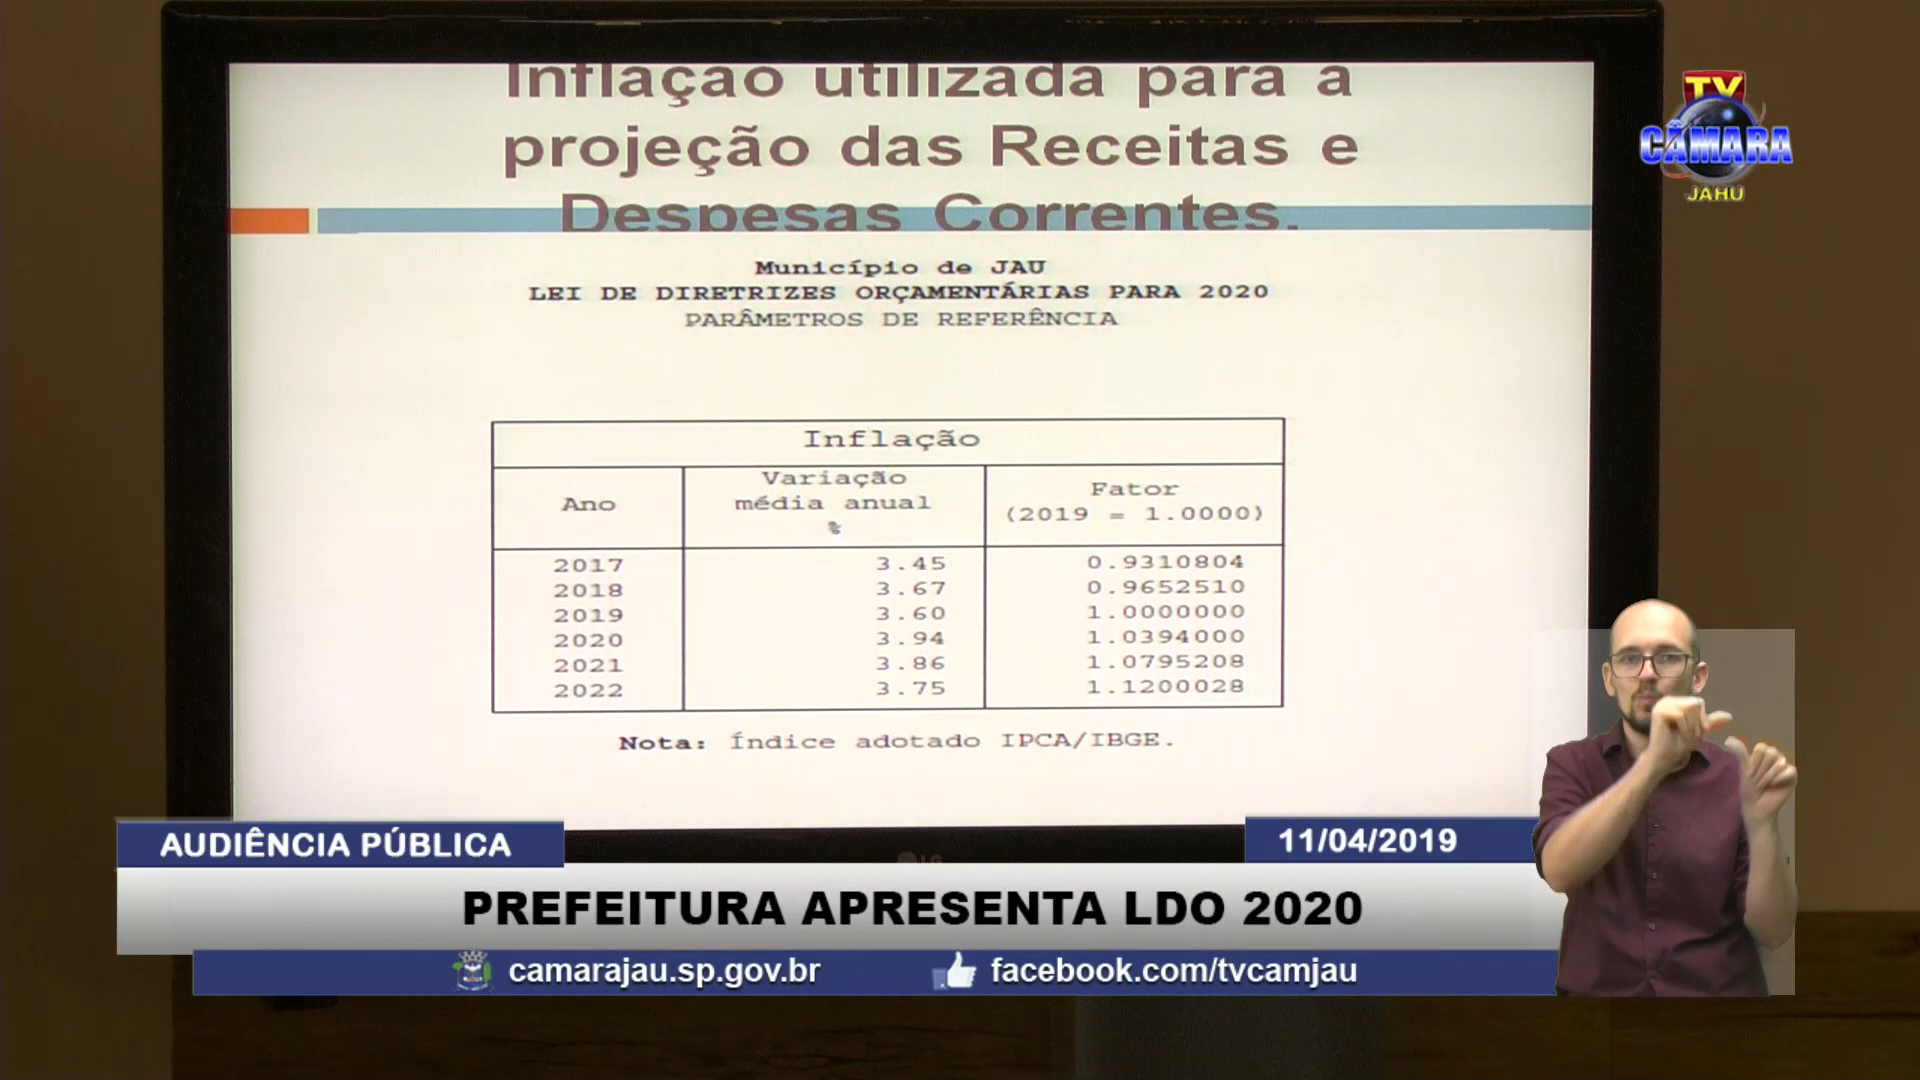 Inflação utilizada para a
projeção das Receitas e
Despesas Correntes.
Município de JAU
LEI DE DIRETRIZES ORÇAMENTÁRIAS PARA 2020
PARÂMETROS DE REFERÊNCIA
Inflação
Ano
Variação
média anual
%
Fator
(2019 = 1.0000)
2017 3.45 0.9310804
2018 3.67 0.9652510
2019 3.60 1.0000000
2020 3.94 1.0394000
2021 3.86 1.0795208
2022 3.75 1.1200028
Nota: Índice adotado IPCA/IBGE.
TV
CÂMARA
JAHU
LG
AUDIÊNCIA PÚBLICA
11/04/2019
PREFEITURA APRESENTA LDO 2020
camarajau.sp.gov.br
facebook.com/tvcamjau